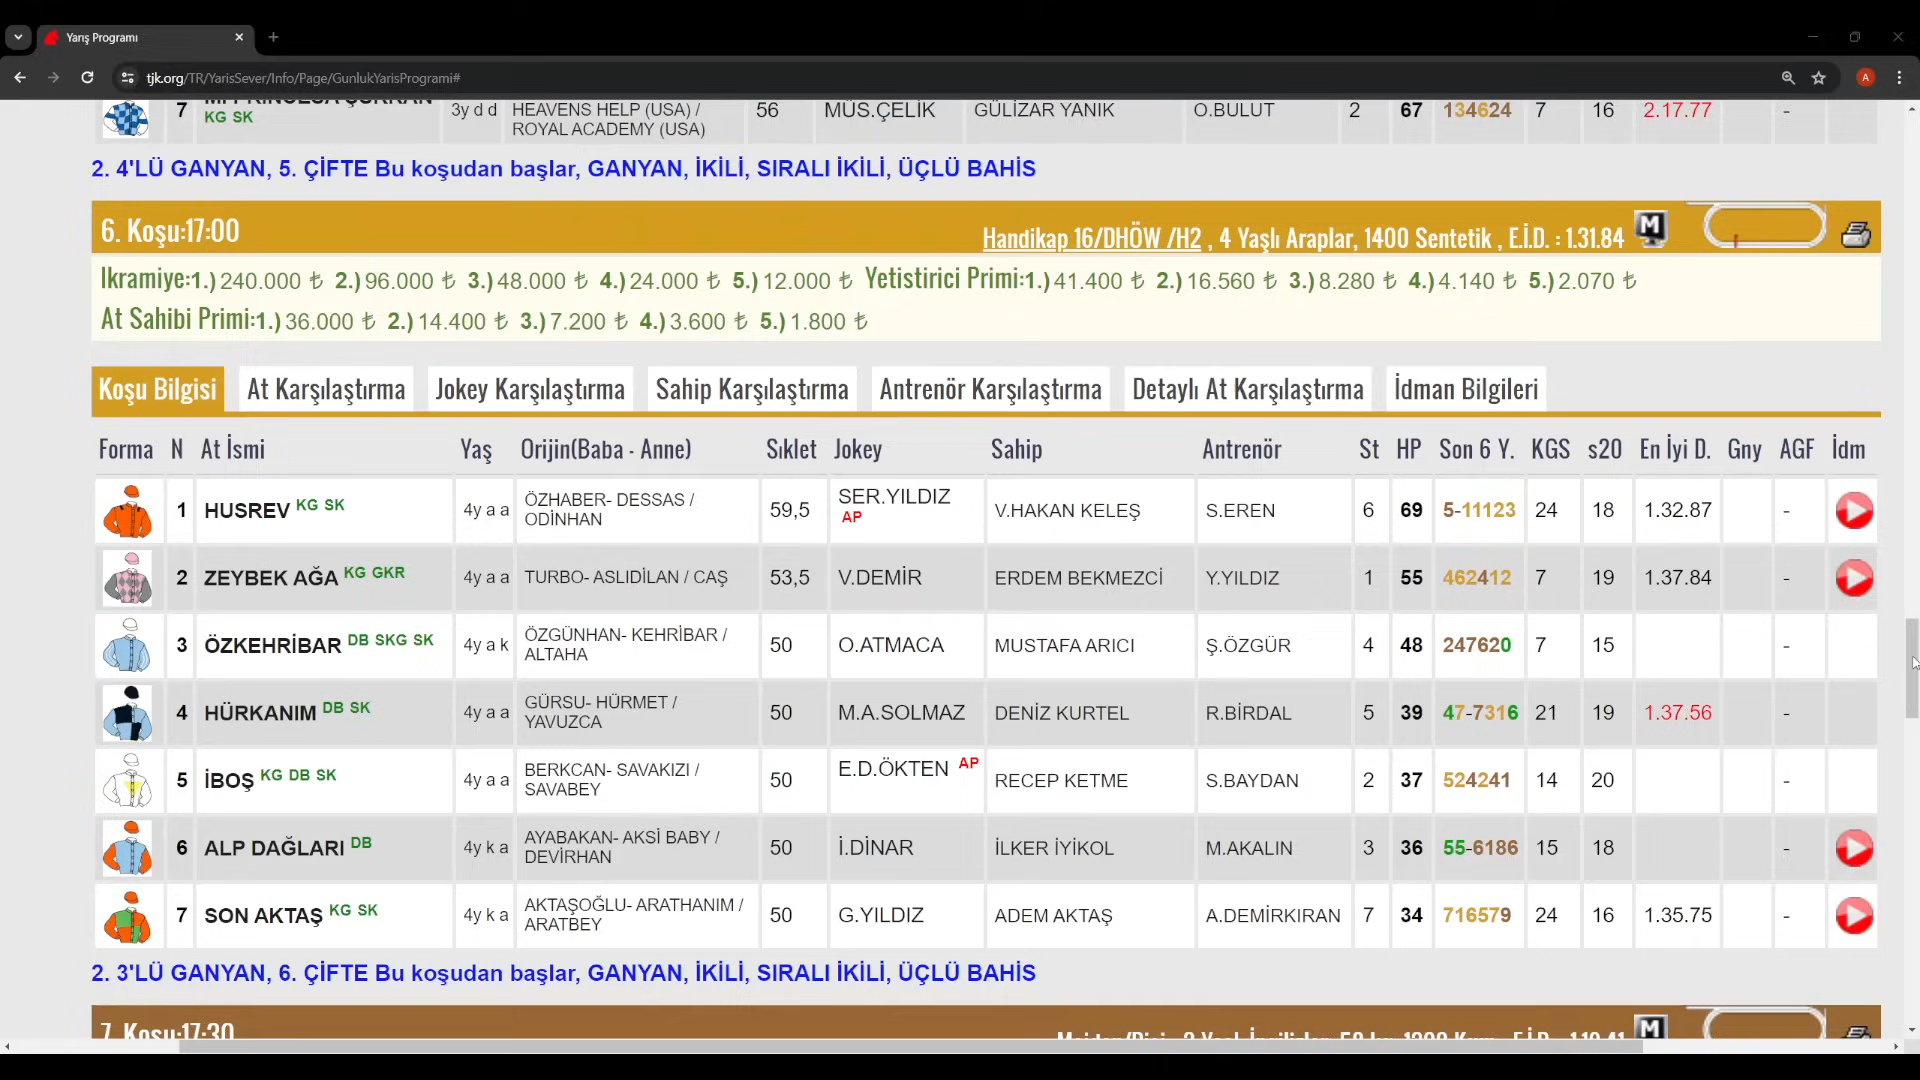 Yarış Programı
tjk.org/TR/YarisSever/Info/Page/GunlukYarisProgrami#
A
7 KG SK 3y d d HEAVENS HELP (USA) / ROYAL ACADEMY (USA) 56 MÜS.ÇELİK GÜLİZAR YANIK O.BULUT 2 67 134624 7 16 2.17.77 -
2. 4'LÜ GANYAN, 5. ÇİFTE Bu koşudan başlar, GANYAN, İKİLİ, SIRALI İKİLİ, ÜÇLÜ BAHİS
6. Koşu:17:00 Handikap 16/DHÖW /H2 , 4 Yaşlı Araplar, 1400 Sentetik , E.İ.D. : 1.31.84 M
Ikramiye:1.) 240.000 ₺ 2.) 96.000 ₺ 3.) 48.000 ₺ 4.) 24.000 ₺ 5.) 12.000 ₺ Yetistirici Primi:1.) 41.400 ₺ 2.) 16.560 ₺ 3.) 8.280 ₺ 4.) 4.140 ₺ 5.) 2.070 ₺
At Sahibi Primi:1.) 36.000 ₺ 2.) 14.400 ₺ 3.) 7.200 ₺ 4.) 3.600 ₺ 5.) 1.800 ₺
Koşu Bilgisi At Karşılaştırma Jokey Karşılaştırma Sahip Karşılaştırma Antrenör Karşılaştırma Detaylı At Karşılaştırma İdman Bilgileri
Forma N At İsmi Yaş Orijin(Baba - Anne) Sıklet Jokey Sahip Antrenör St HP Son 6 Y. KGS s20 En İyi D. Gny AGF İdm
1 HUSREV KG SK 4y a a ÖZHABER- DESSAS / ODİNHAN 59,5 SER.YILDIZ AP V.HAKAN KELEŞ S.EREN 6 69 5-11123 24 18 1.32.87 -
2 ZEYBEK AĞA KG GKR 4y a a TURBO- ASLIDİLAN / CAŞ 53,5 V.DEMİR ERDEM BEKMEZCİ Y.YILDIZ 1 55 462412 7 19 1.37.84 -
3 ÖZKEHRİBAR DB SKG SK 4y a k ÖZGÜNHAN- KEHRİBAR / ALTAHA 50 O.ATMACA MUSTAFA ARICI Ş.ÖZGÜR 4 48 247620 7 15 -
4 HÜRKANIM DB SK 4y a a GÜRSU- HÜRMET / YAVUZCA 50 M.A.SOLMAZ DENİZ KURTEL R.BİRDAL 5 39 47-7316 21 19 1.37.56 -
5 İBOŞ KG DB SK 4y a a BERKCAN- SAVAKIZI / SAVABEY 50 E.D.ÖKTEN AP RECEP KETME S.BAYDAN 2 37 524241 14 20 -
6 ALP DAĞLARI DB 4y k a AYABAKAN- AKSİ BABY / DEVİRHAN 50 İ.DİNAR İLKER İYİKOL M.AKALIN 3 36 55-6186 15 18 -
7 SON AKTAŞ KG SK 4y k a AKTAŞOĞLU- ARATHANIM / ARATBEY 50 G.YILDIZ ADEM AKTAŞ A.DEMİRKIRAN 7 34 716579 24 16 1.35.75 -
2. 3'LÜ GANYAN, 6. ÇİFTE Bu koşudan başlar, GANYAN, İKİLİ, SIRALI İKİLİ, ÜÇLÜ BAHİS
7. Koşu:17:30 M